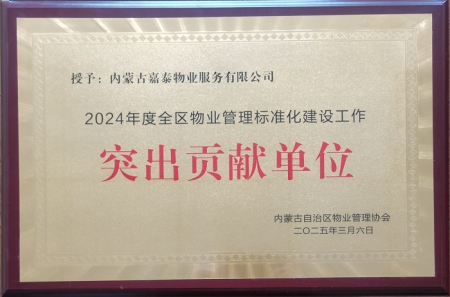 授予：内蒙古嘉泰物业服务有限公司
2024年度全区物业管理标准化建设工作
突出贡献单位
内蒙古自治区物业管理协会
二〇二五年三月六日